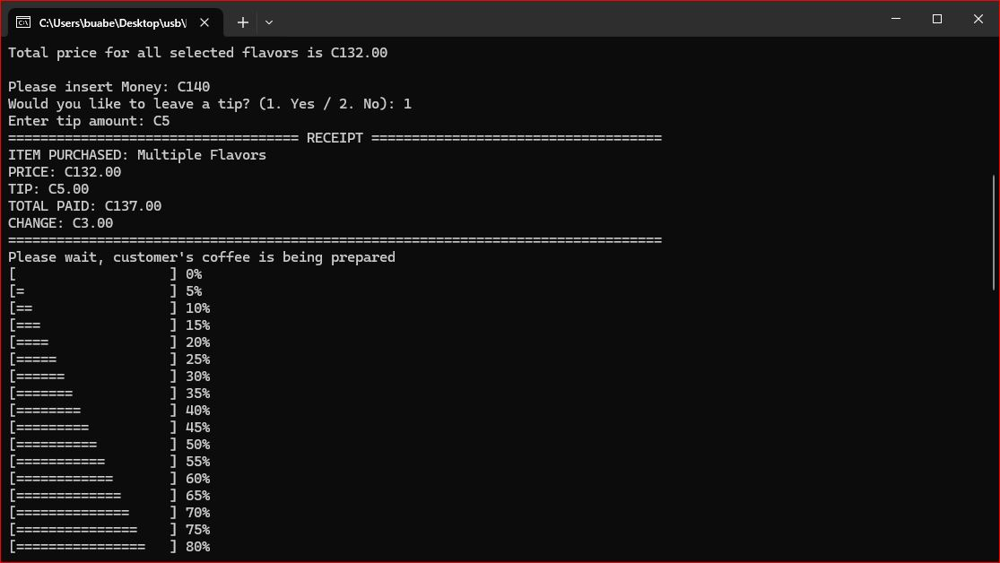 C:\Users\buabe\Desktop\usb\
Total price for all selected flavors is C132.00
Please insert Money: C140
Would you like to leave a tip? (1. Yes / 2. No): 1
Enter tip amount: C5
==================================== RECEIPT ====================================
ITEM PURCHASED: Multiple Flavors
PRICE: C132.00
TIP: C5.00
TOTAL PAID: C137.00
CHANGE: C3.00
=================================================================================
Please wait, customer's coffee is being prepared
[                   ] 0%
[=                  ] 5%
[==                 ] 10%
[===                ] 15%
[====               ] 20%
[=====              ] 25%
[======             ] 30%
[=======            ] 35%
[========           ] 40%
[=========          ] 45%
[==========         ] 50%
[===========        ] 55%
[============       ] 60%
[=============      ] 65%
[==============     ] 70%
[===============    ] 75%
[================   ] 80%